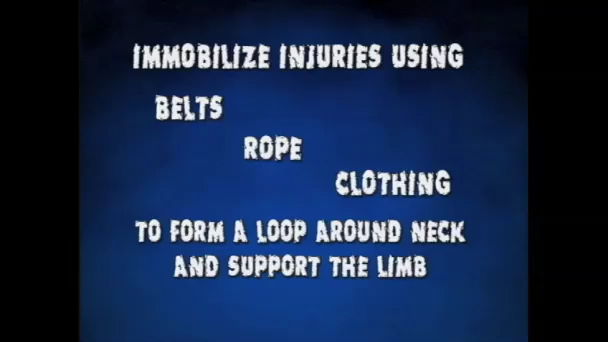 IMMOBILIZE INJURIES USING
BELTS
ROPE
CLOTHING
TO FORM A LOOP AROUND NECK
AND SUPPORT THE LIMB